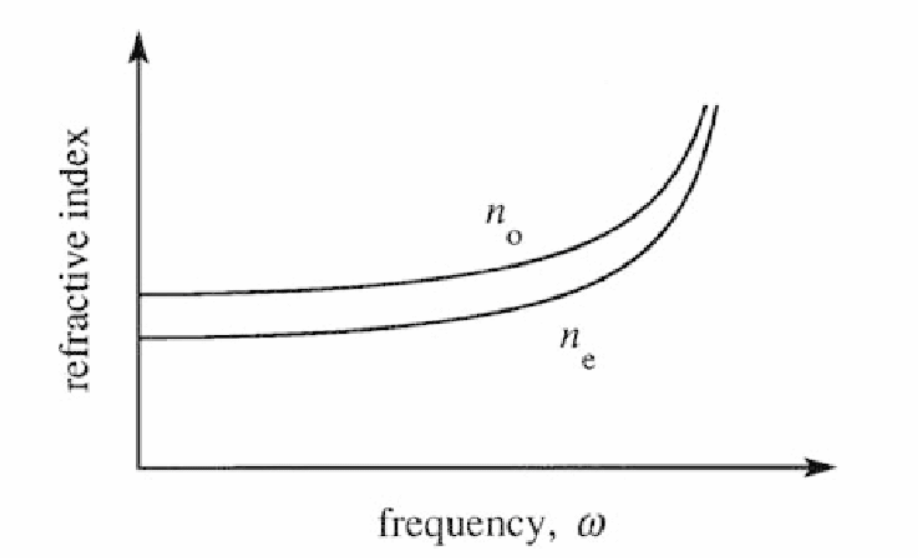 refractive index
n_o
n_e
frequency, ω